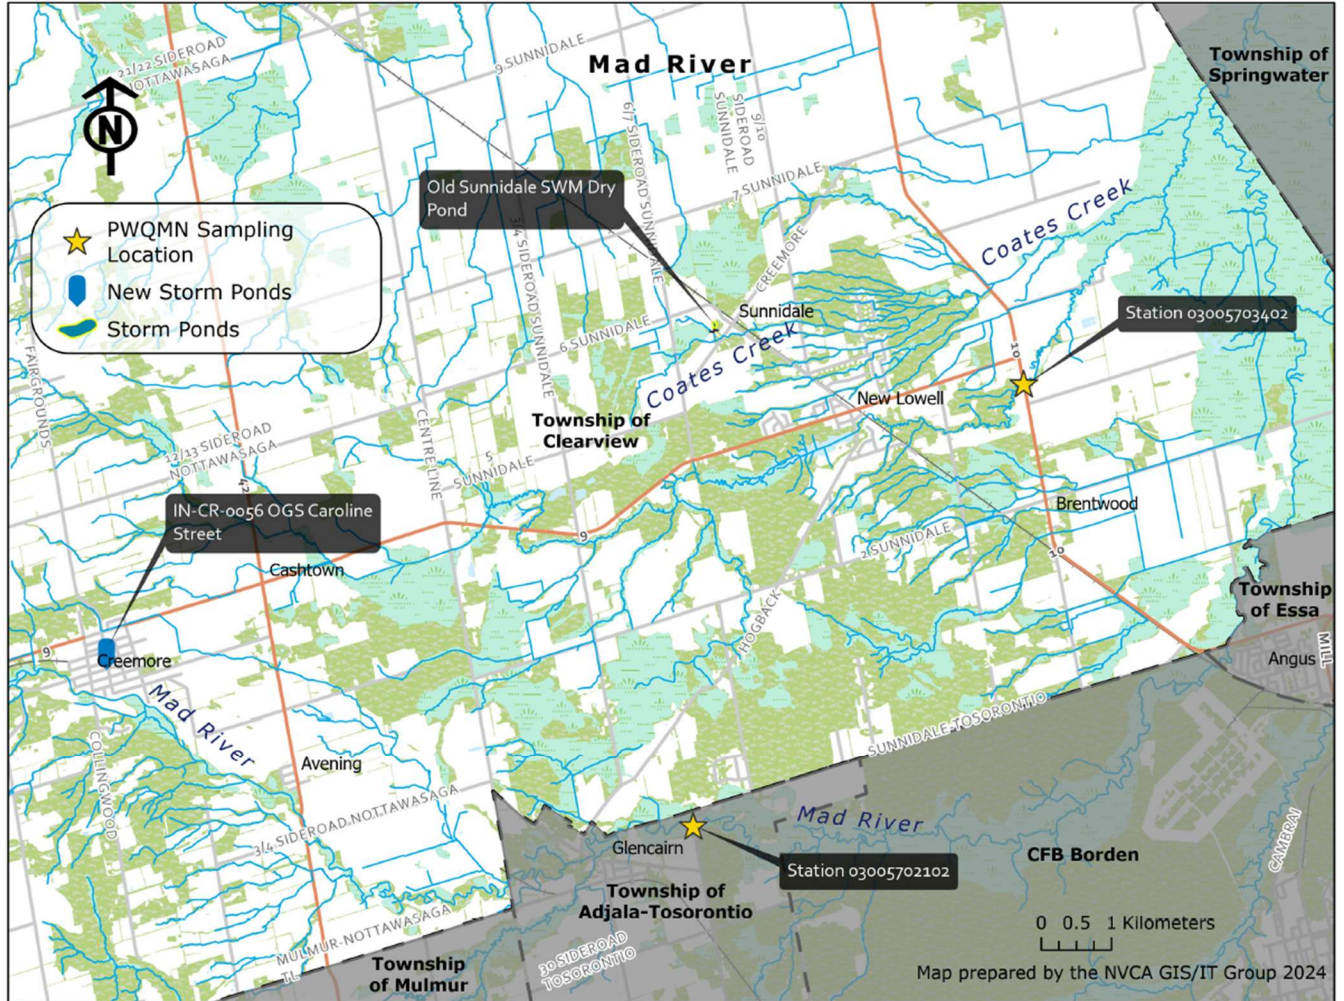 Mad River
Township of
Springwater
21/22 SIDEROAD
NOTTAWASAGA
9 SUNNIDALE
6/7 SIDEROAD SUNNIDALE
9/10
SIDEROAD
SUNNIDALE
N
Old Sunnidale SWM Dry
Pond
7 SUNNIDALE
PWQMN Sampling
Location
New Storm Ponds
Storm Ponds
3/4 SIDEROAD SUNNIDALE
CREEMORE
Coates Creek
Station 03005703402
Sunnidale
6 SUNNIDALE
Coates Creek
10
FAIRGROUNDS
New Lowell
Township of
Clearview
CENTRE LINE
12/33 SIDEROAD
NOTTAWASAGA
5
SUNNIDALE
42
IN-CR-0056 OGS Caroline
Street
Brentwood
9
2 SUNNIDALE
10
Cashtown
Township
of Essa
HOGBACK
9
Creemore
Angus
MILL
Mad River
SUNNIDALE-TOSORONTIO
COLLINGWOOD
Avening
3/4 SIDEROAD NOTTAWASAGA
Mad River
Glencairn
CFB Borden
CAMBRAI
Station 03005702102
Township of
Adjala-Tosorontio
0 0.5 1 Kilometers
MULMUR-NOTTAWASAGA
TL
30 SIDEROAD
TOSORONTIO
Township
of Mulmur
Map prepared by the NVCA GIS/IT Group 2024